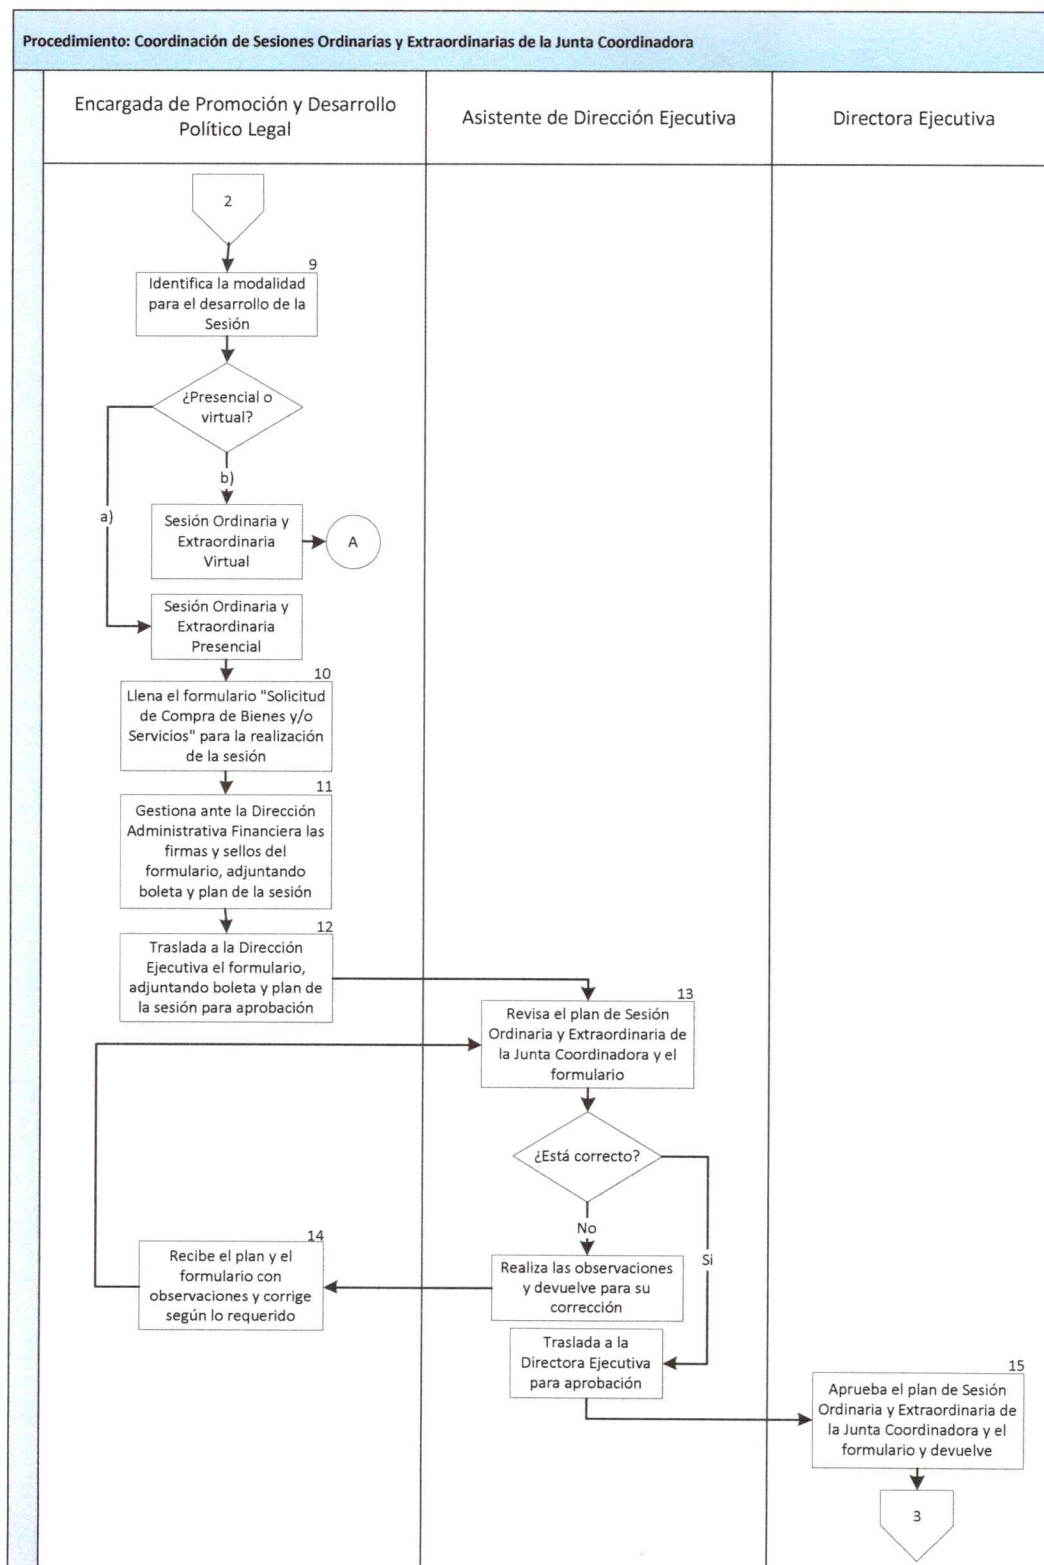 Procedimiento: Coordinación de Sesiones Ordinarias y Extraordinarias de la Junta Coordinadora
Encargada de Promoción y Desarrollo
Político Legal
Asistente de Dirección Ejecutiva
Directora Ejecutiva
2
9
Identifica la modalidad
para el desarrollo de la
Sesión
¿Presencial o
virtual?
b)
a)
Sesión Ordinaria y
Extraordinaria
Virtual
A
Sesión Ordinaria y
Extraordinaria
Presencial
10
Llena el formulario "Solicitud
de Compra de Bienes y/o
Servicios" para la realización
de la sesión
11
Gestiona ante la Dirección
Administrativa Financiera las
firmas y sellos del
formulario, adjuntando
boleta y plan de la sesión
12
Traslada a la Dirección
Ejecutiva el formulario,
adjuntando boleta y plan de
la sesión para aprobación
13
Revisa el plan de Sesión
Ordinaria y Extraordinaria de
la Junta Coordinadora y el
formulario
¿Está correcto?
No
Si
14
Recibe el plan y el
formulario con
observaciones y corrige
según lo requerido
Realiza las observaciones
y devuelve para su
corrección
Traslada a la
Directora Ejecutiva
para aprobación
15
Aprueba el plan de Sesión
Ordinaria y Extraordinaria de
la Junta Coordinadora y el
formulario y devuelve
3